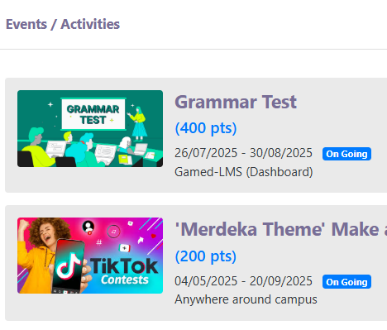 Events / Activities
GRAMMAR
TEST
Grammar Test
(400 pts)
26/07/2025 - 30/08/2025 On Going
Gamed-LMS (Dashboard)
TikTok
Contests
'Merdeka Theme' Make
(200 pts)
04/05/2025 - 20/09/2025 On Going
Anywhere around campus